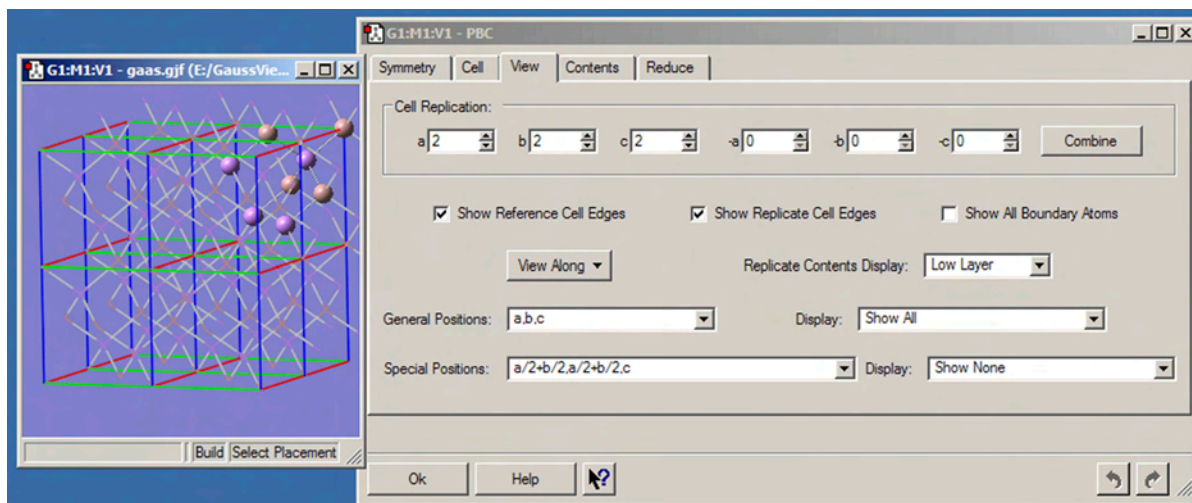 G1:M1:V1 - gaas.gjf (E:/GaussVie...
Build Select Placement
G1:M1:V1 - PBC
Symmetry Cell View Contents Reduce
Cell Replication:
a 2 b 2 c 2 -a 0 -b 0 -c 0 Combine
Show Reference Cell Edges Show Replicate Cell Edges Show All Boundary Atoms
View Along Replicate Contents Display: Low Layer
General Positions: a,b,c Display: Show All
Special Positions: a/2+b/2,a/2+b/2,c Display: Show None
Ok Help ?